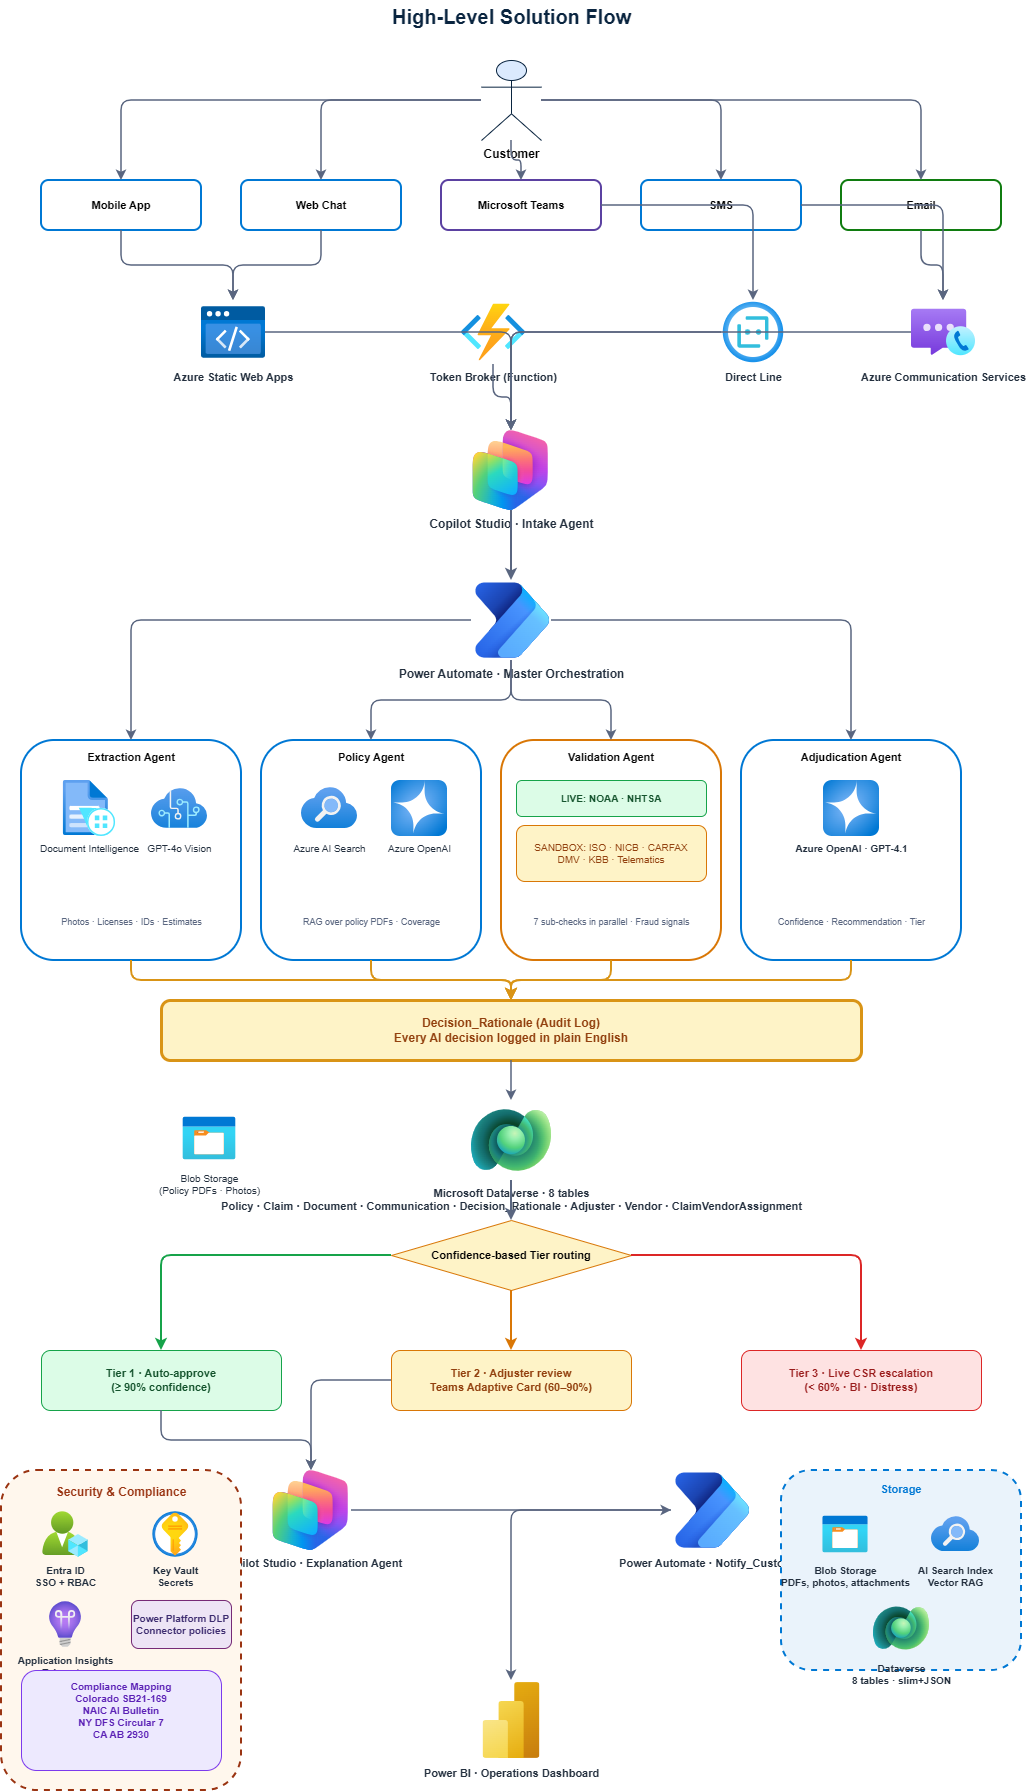 High-Level Solution Flow
Customer
Mobile App
Web Chat
Microsoft Teams
SMS
Email
Azure Static Web Apps
Token Broker (Function)
Direct Line
Azure Communication Services
Copilot Studio · Intake Agent
Power Automate · Master Orchestration
Extraction Agent
Document Intelligence
GPT-4o Vision
Photos · Licenses · IDs · Estimates
Policy Agent
Azure AI Search
Azure OpenAI
RAG over policy PDFs · Coverage
Validation Agent
LIVE: NOAA · NHTSA
SANDBOX: ISO · NICB · CARFAX
DMV · KBB · Telematics
7 sub-checks in parallel · Fraud signals
Adjudication Agent
Azure OpenAI · GPT-4.1
Confidence · Recommendation · Tier
Decision_Rationale (Audit Log)
Every AI decision logged in plain English
Blob Storage
(Policy PDFs · Photos)
Microsoft Dataverse · 8 tables
Policy · Claim · Document · Communication · Decision_Rationale · Adjuster · Vendor · ClaimVendorAssignment
Confidence-based Tier routing
Tier 1 · Auto-approve
(≥ 90% confidence)
Tier 2 · Adjuster review
Teams Adaptive Card (60–90%)
Tier 3 · Live CSR escalation
(< 60% · BI · Distress)
Security & Compliance
Entra ID
SSO + RBAC
Key Vault
Secrets
Application Insights
Power Platform DLP
Connector policies
Compliance Mapping
Colorado SB21-169
NAIC AI Bulletin
NY DFS Circular 7
CA AB 2930
ilot Studio · Explanation Agent
Power Automate · Notify_Custo
Storage
Blob Storage
PDFs, photos, attachments
AI Search Index
Vector RAG
Dataverse
8 tables · slim+JSON
Power BI · Operations Dashboard